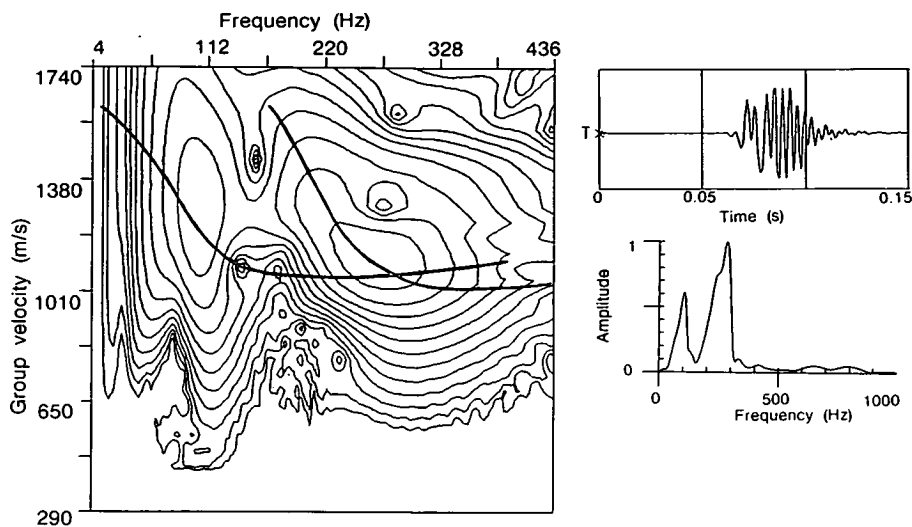 Frequency (Hz)
4 112 220 328 436
1740
1380
1010
650
290
Group velocity (m/s)
T
0 0.05 0.15
Time (s)
1
0
Amplitude
0 500 1000
Frequency (Hz)